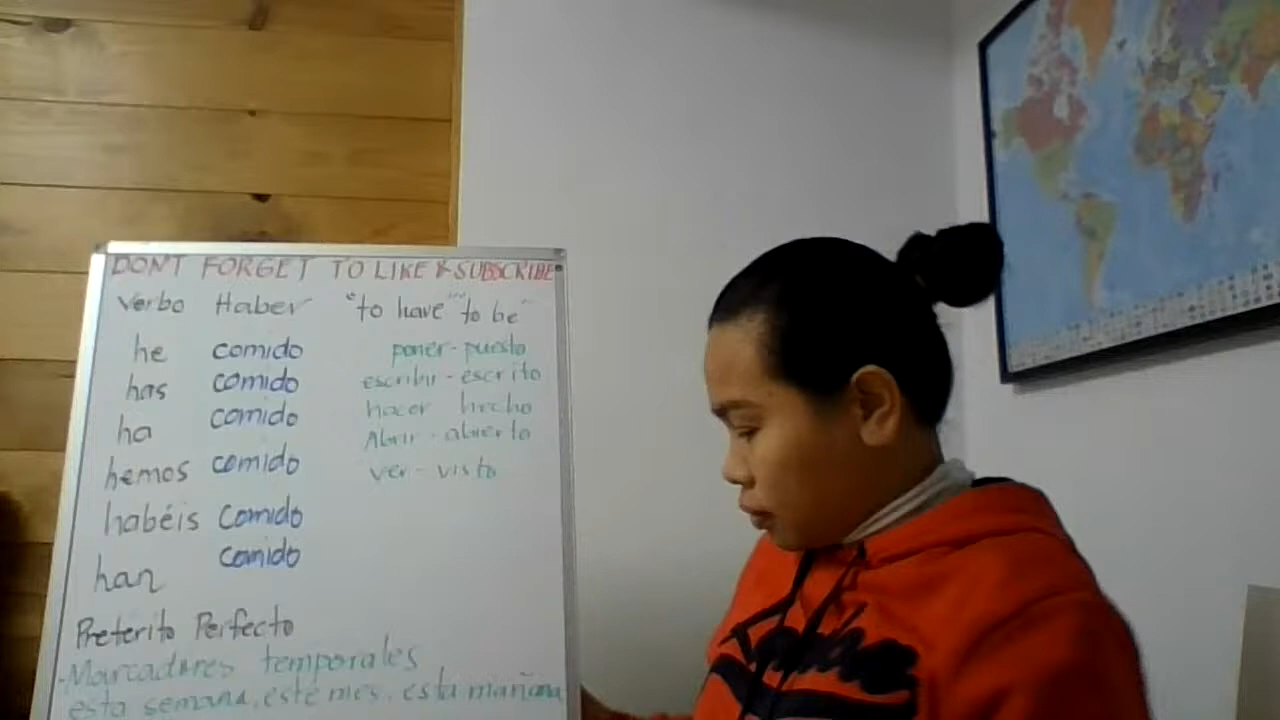 DONT FORGET TO LIKE & SUBSCRIBE
Verbo Haber "to have" "to be"
he comido poner - puesto
has comido escribir - escrito
ha comido hacer hecho
hemos comido Abrir - abierto
habéis comido ver - visto
han comido
Preterito Perfecto
- Marcadores temporales
esta semana, este mes, esta mañana